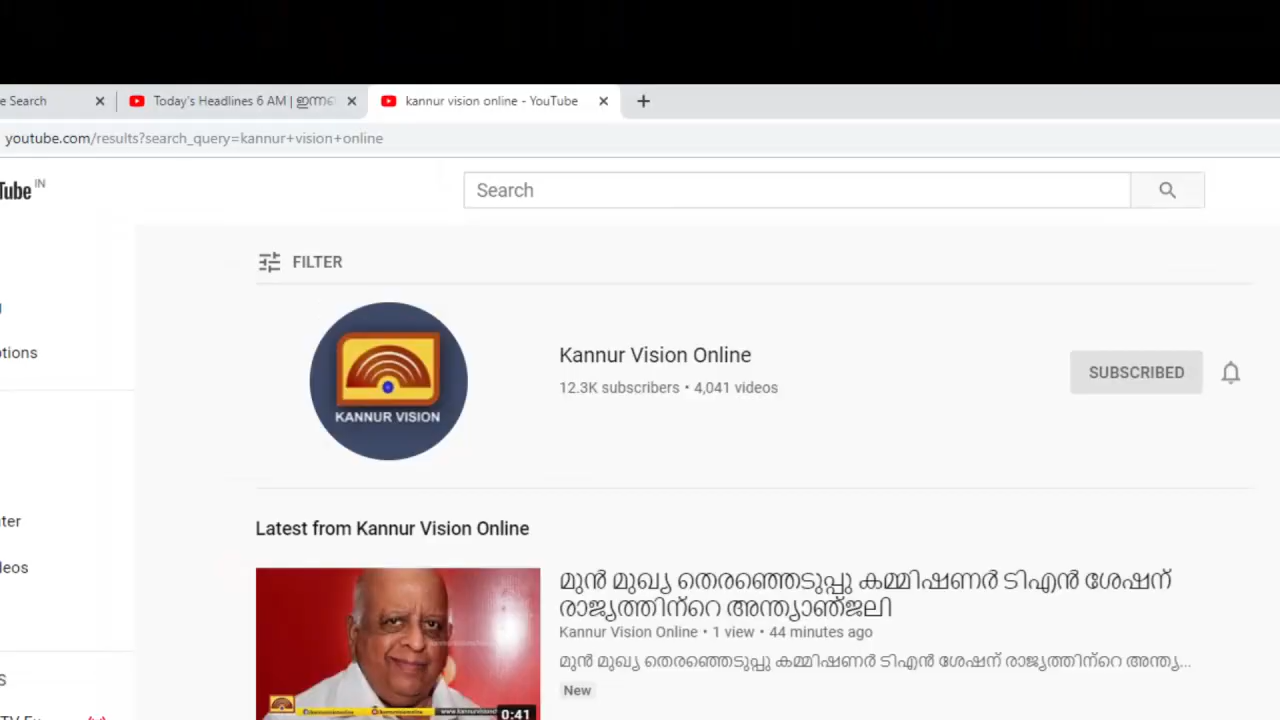 e Search
Today's Headlines 6 AM | ഇന്നത്
kannur vision online - YouTube
youtube.com/results?search_query=kannur+vision+online
Tube IN
Search
FILTER
KANNUR VISION
Kannur Vision Online
12.3K subscribers • 4,041 videos
SUBSCRIBED
ptions
ter
leos
Latest from Kannur Vision Online
മുൻ മുഖ്യ തെരഞ്ഞെടുപ്പു കമ്മിഷണർ ടിഎൻ ശേഷന്
രാജ്യത്തിന്റെ അന്ത്യാഞ്ജലി
Kannur Vision Online • 1 view • 44 minutes ago
മുൻ മുഖ്യ തെരഞ്ഞെടുപ്പു കമ്മിഷണർ ടിഎൻ ശേഷന് രാജ്യത്തിന്റെ അന്ത്യ...
New
0:41
S